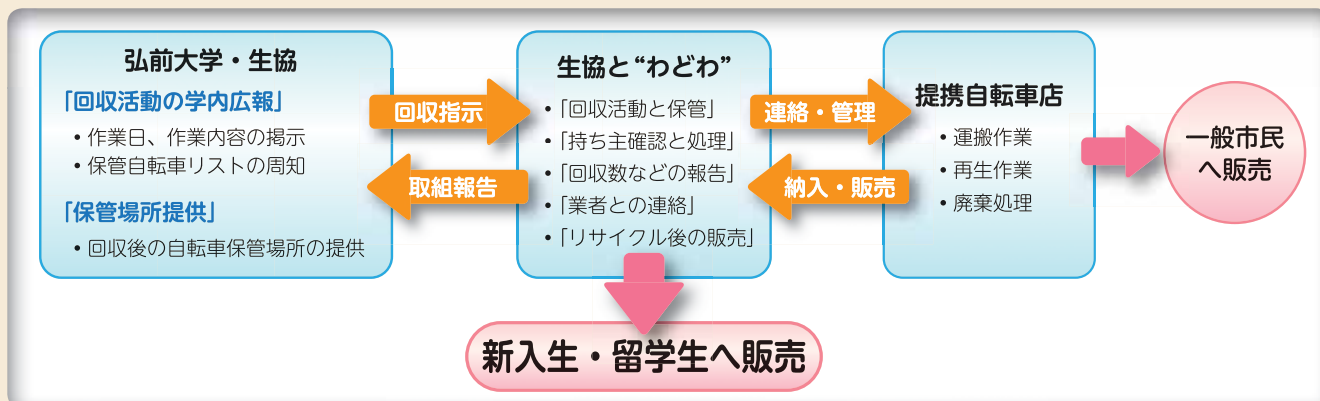 弘前大学・生協
「回収活動の学内広報」
• 作業日、作業内容の掲示
• 保管自転車リストの周知
「保管場所提供」
• 回収後の自転車保管場所の提供
回収指示
取組報告
生協と“わどわ”
• 「回収活動と保管」
• 「持ち主確認と処理」
• 「回収数などの報告」
• 「業者との連絡」
• 「リサイクル後の販売」
連絡・管理
納入・販売
提携自転車店
• 運搬作業
• 再生作業
• 廃棄処理
一般市民
へ販売
新入生・留学生へ販売